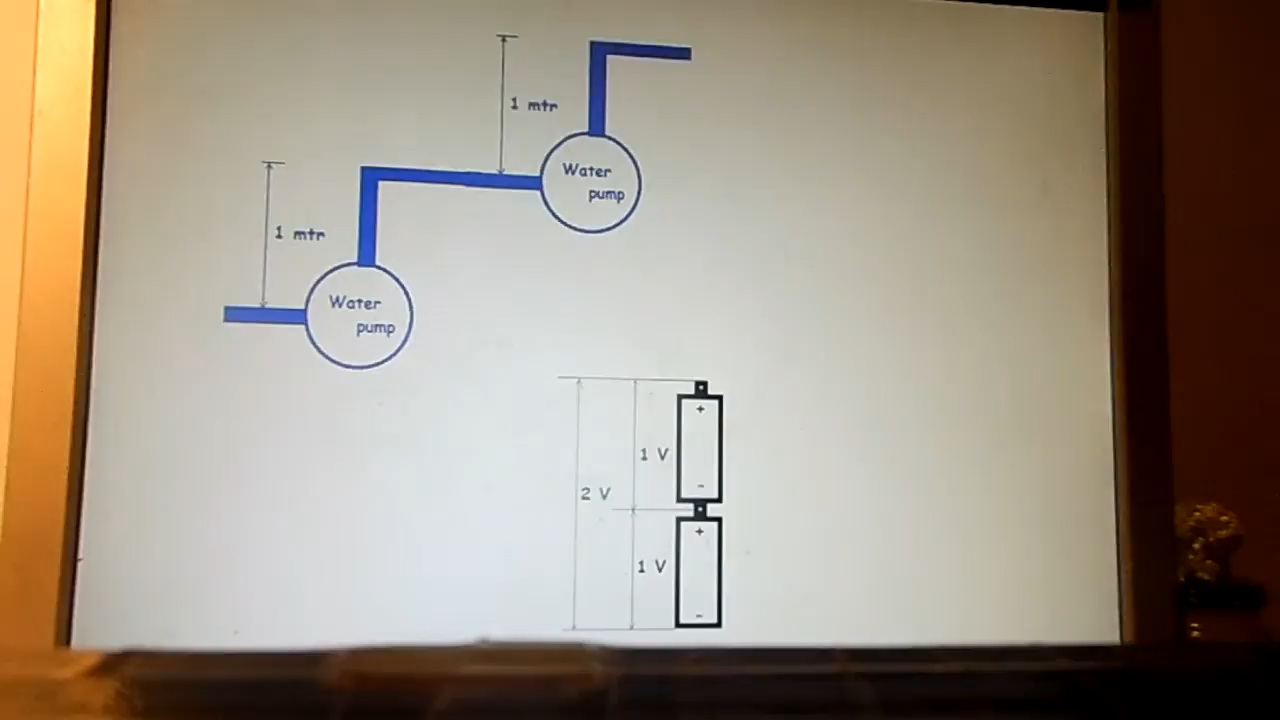 1 mtr
Water
pump
1 mtr
Water
pump
+
1 V
-
2 V
+
1 V
-